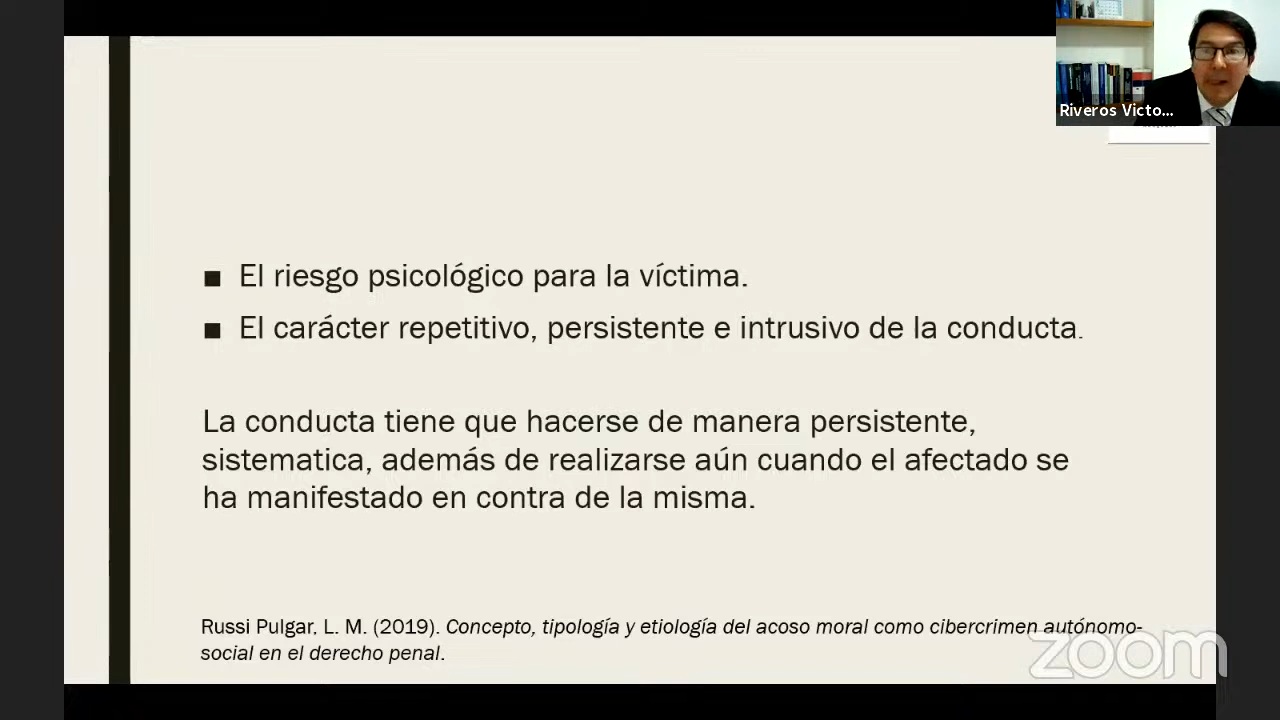 Riveros Victo...
■ El riesgo psicológico para la víctima.
■ El carácter repetitivo, persistente e intrusivo de la conducta.
La conducta tiene que hacerse de manera persistente,
sistematica, además de realizarse aún cuando el afectado se
ha manifestado en contra de la misma.
Russi Pulgar, L. M. (2019). Concepto, tipología y etiología del acoso moral como cibercrimen autónomo-
social en el derecho penal.
zoom